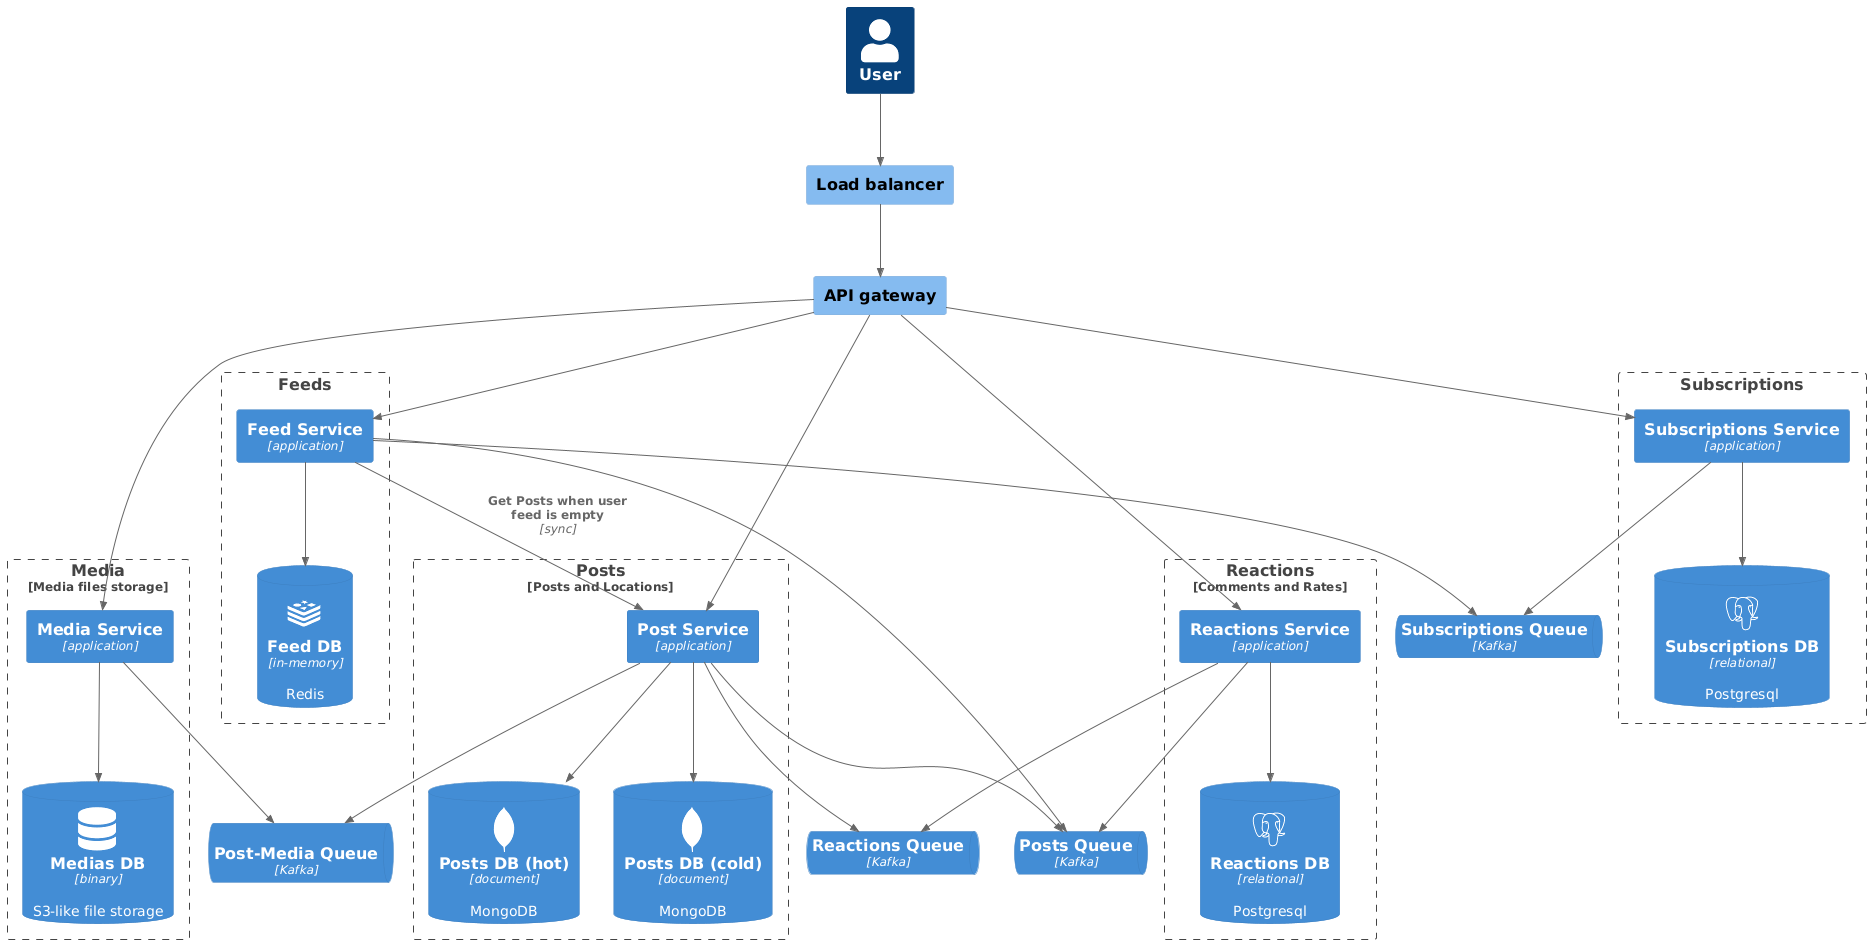 User
Load balancer
API gateway
Feeds
Feed Service
[application]
Subscriptions
Subscriptions Service
[application]
Get Posts when user
feed is empty
[sync]
Media
[Media files storage]
Media Service
[application]
Feed DB
[in-memory]
Redis
Posts
[Posts and Locations]
Post Service
[application]
Reactions
[Comments and Rates]
Reactions Service
[application]
Subscriptions Queue
[Kafka]
Subscriptions DB
[relational]
Postgresql
Medias DB
[binary]
S3-like file storage
Post-Media Queue
[Kafka]
Posts DB (hot)
[document]
MongoDB
Posts DB (cold)
[document]
MongoDB
Reactions Queue
[Kafka]
Posts Queue
[Kafka]
Reactions DB
[relational]
Postgresql